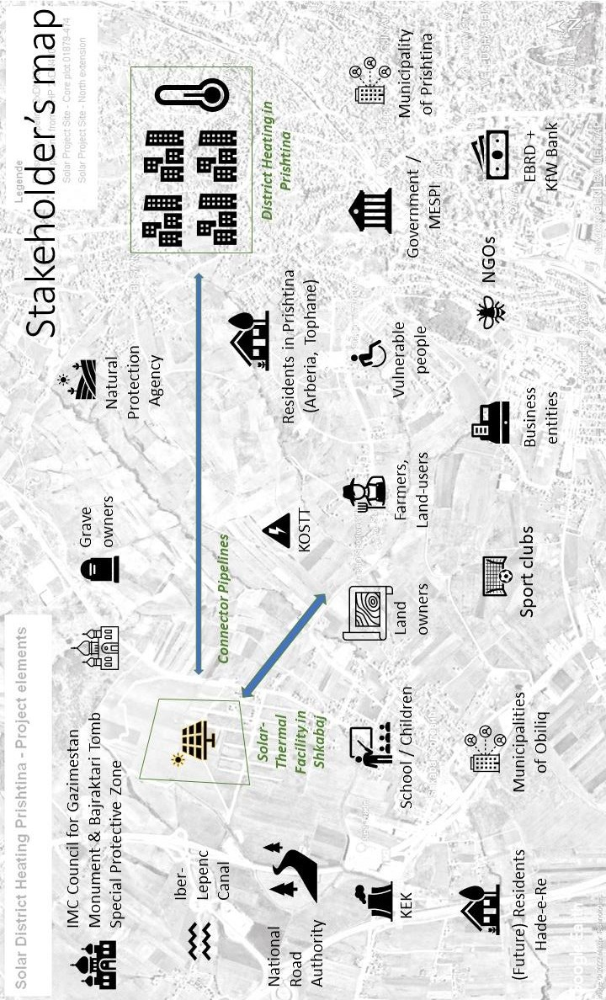 Solar District Heating Prishtina - Project elements
Stakeholder's map
Legende
Solar Project Site - Core plot 01879-474
Solar Project Site - North extension
IMC Council for Gazimestan
Monument & Bajraktari Tomb
Special Protective Zone
Grave
owners
Natural
Protection
Agency
Iber-
Lepenc
Canal
Solar-
Thermal
Facility in
Shkabaj
Connector Pipelines
District Heating in
Prishtina
National
Road
Authority
KOSTT
Residents in Prishtina
(Arberia, Tophane)
KEK
School / Children
Land
owners
Farmers,
Land-users
Vulnerable
people
Government /
MESPI
Municipality
of Prishtina
(Future) Residents
Hade-e-Re
Municipalities
of Obiliq
Sport clubs
Business
entities
NGOs
EBRD +
KfW Bank